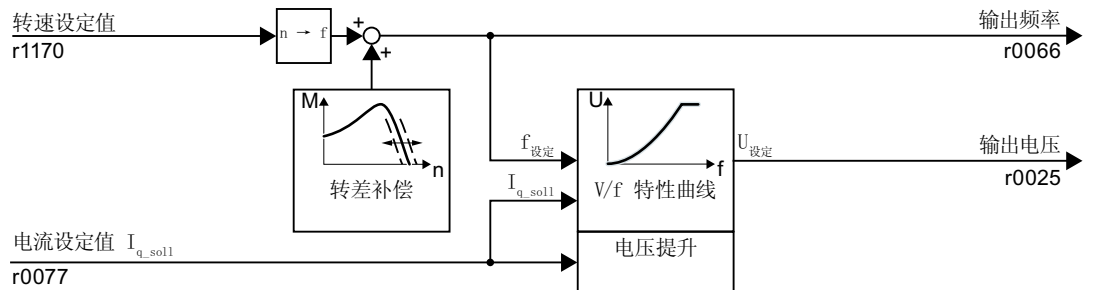 转速设定值
r1170
n → f
+
+
输出频率
r0066
M
n
转差补偿
U
f
f设定
Iq_soll
V/f 特性曲线
U设定
输出电压
r0025
电流设定值 Iq_soll
r0077
电压提升